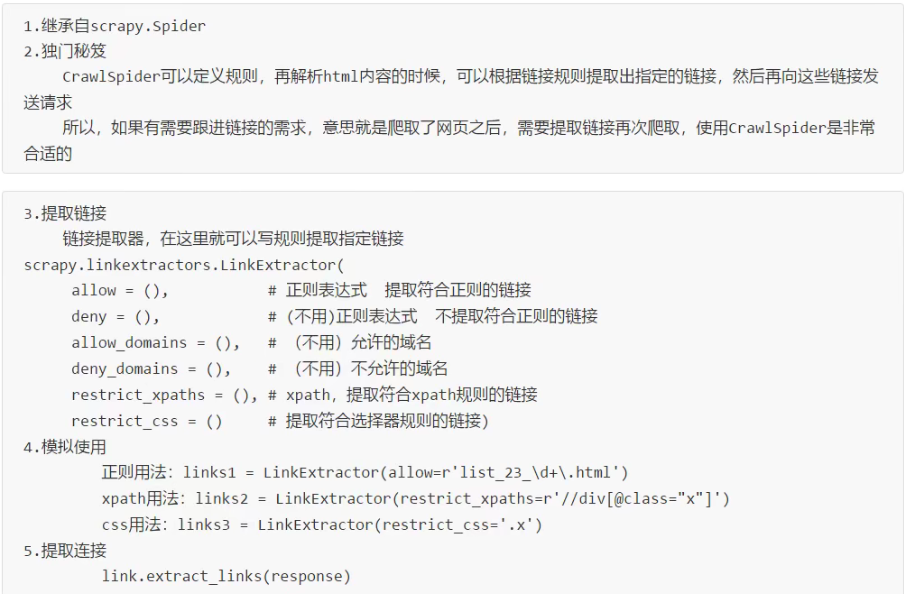 1.继承自scrapy.Spider
2.独门秘笈
CrawlSpider可以定义规则，再解析html内容的时候，可以根据链接规则提取出指定的链接，然后再向这些链接发
送请求
所以，如果有需要跟进链接的需求，意思就是爬取了网页之后，需要提取链接再次爬取，使用CrawlSpider是非常
合适的
3.提取链接
链接提取器，在这里就可以写规则提取指定链接
scrapy.linkextractors.LinkExtractor(
allow = (), # 正则表达式 提取符合正则的链接
deny = (), # (不用)正则表达式 不提取符合正则的链接
allow_domains = (), # （不用）允许的域名
deny_domains = (), # （不用）不允许的域名
restrict_xpaths = (), # xpath，提取符合xpath规则的链接
restrict_css = () # 提取符合选择器规则的链接)
4.模拟使用
正则用法：links1 = LinkExtractor(allow=r'list_23_\d+\.html')
xpath用法：links2 = LinkExtractor(restrict_xpaths=r'//div[@class="x"]')
css用法：links3 = LinkExtractor(restrict_css='.x')
5.提取连接
link.extract_links(response)